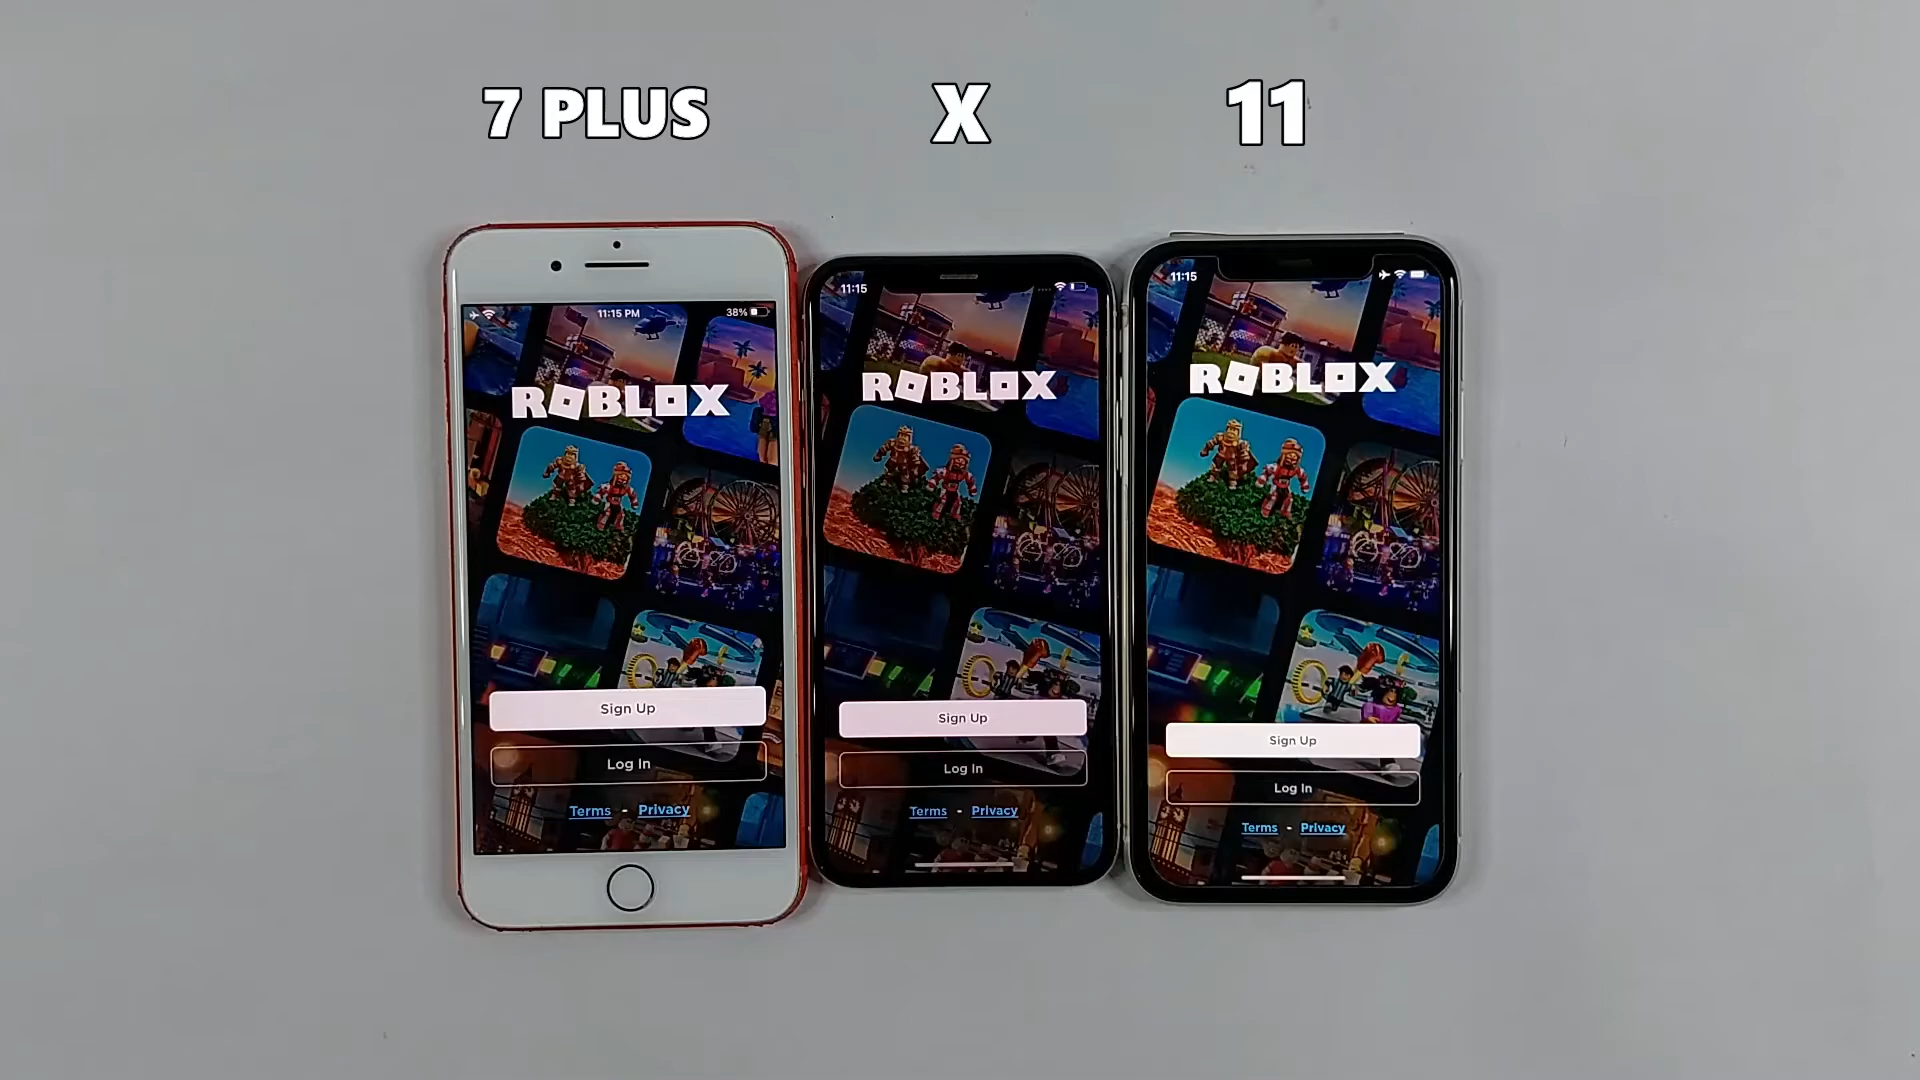 7 PLUS
X
11
11:15 PM
38%
ROBLOX
Sign Up
Log In
Terms - Privacy
11:15
ROBLOX
Sign Up
Log In
Terms - Privacy
11:15
ROBLOX
Sign Up
Log In
Terms - Privacy